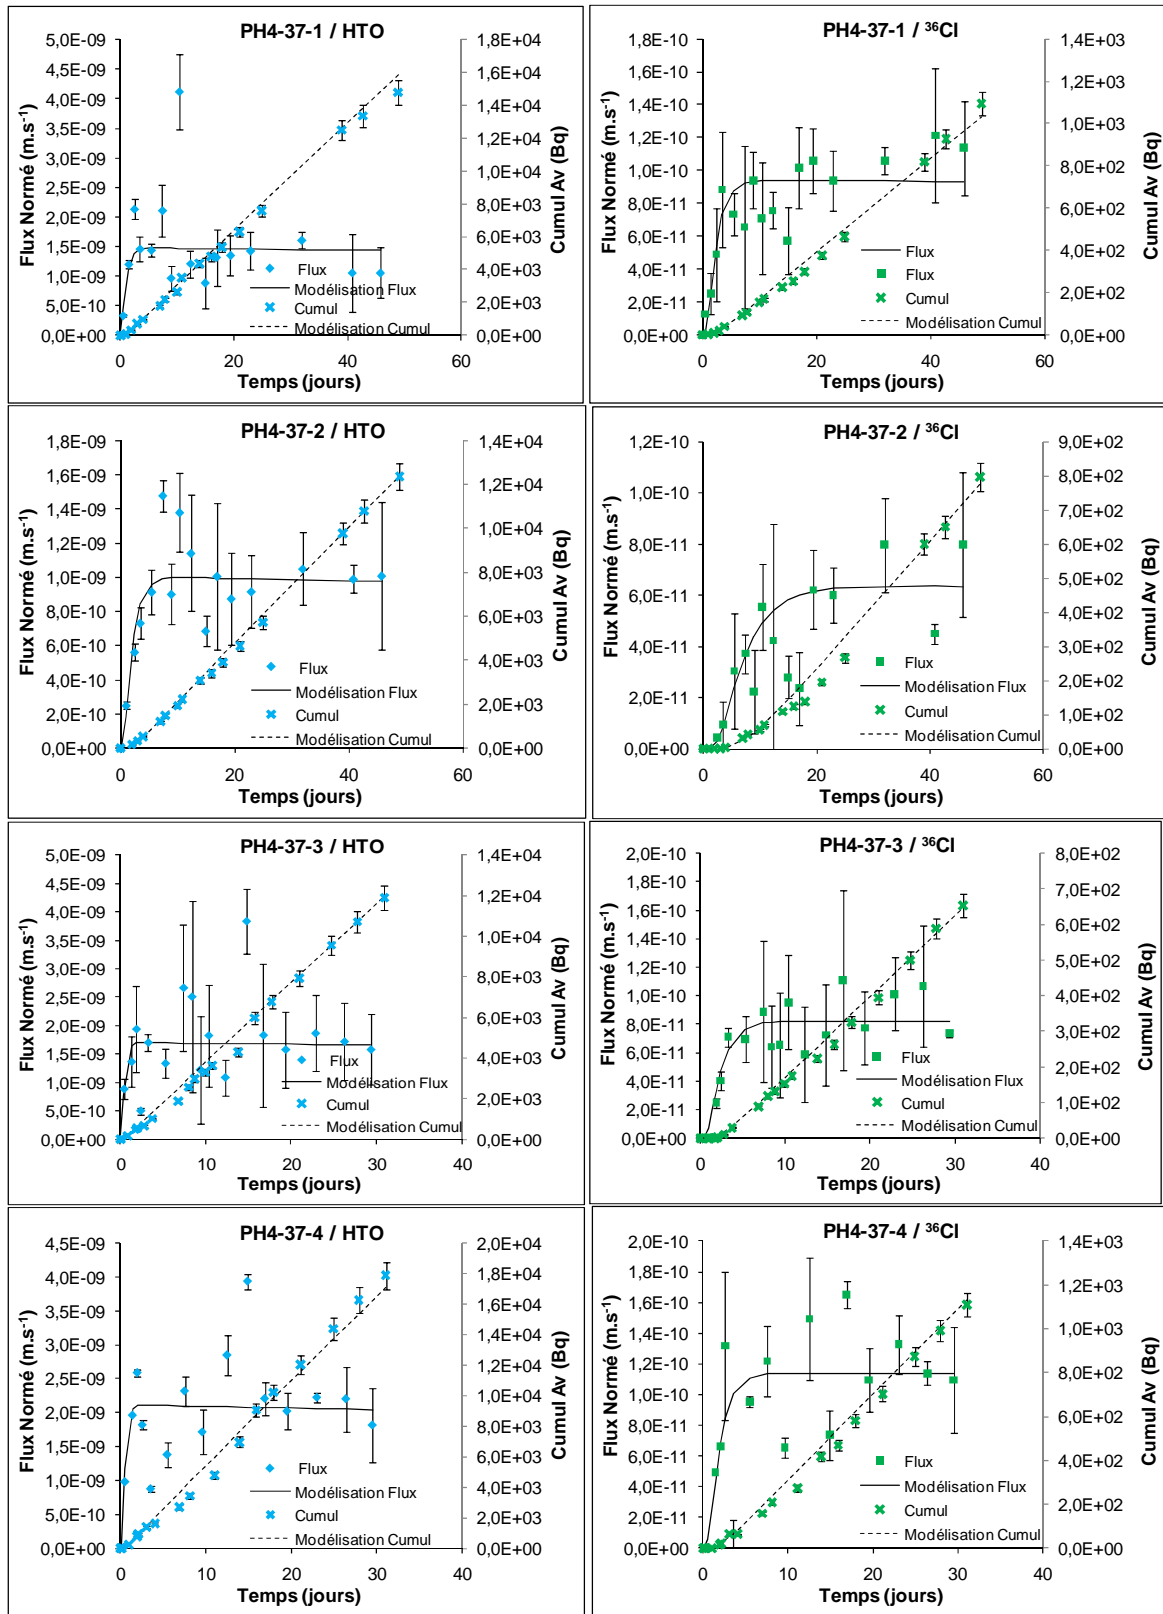 PH4-37-1 / HTO
Flux Normé (m.s⁻¹)
5,0E-09
4,5E-09
4,0E-09
3,5E-09
3,0E-09
2,5E-09
2,0E-09
1,5E-09
1,0E-09
5,0E-10
0,0E+00
1,8E+04
1,6E+04
1,4E+04
1,2E+04
1,0E+04
8,0E+03
6,0E+03
4,0E+03
2,0E+03
0,0E+00
Cumul Av (Bq)
Flux
Modélisation Flux
Cumul
Modélisation Cumul
0 20 40 60
Temps (jours)
PH4-37-1 / ³⁶Cl
Flux Normé (m.s⁻¹)
1,8E-10
1,6E-10
1,4E-10
1,2E-10
1,0E-10
8,0E-11
6,0E-11
4,0E-11
2,0E-11
0,0E+00
1,4E+03
1,2E+03
1,0E+03
8,0E+02
6,0E+02
4,0E+02
2,0E+02
0,0E+00
Cumul Av (Bq)
Flux
Flux
Cumul
Modélisation Cumul
0 20 40 60
Temps (jours)
PH4-37-2 / HTO
Flux Normé (m.s⁻¹)
1,8E-09
1,6E-09
1,4E-09
1,2E-09
1,0E-09
8,0E-10
6,0E-10
4,0E-10
2,0E-10
0,0E+00
1,4E+04
1,2E+04
1,0E+04
8,0E+03
6,0E+03
4,0E+03
2,0E+03
0,0E+00
Cumul Av (Bq)
Flux
Modélisation Flux
Cumul
Modélisation Cumul
0 20 40 60
Temps (jours)
PH4-37-2 / ³⁶Cl
Flux Normé (m.s⁻¹)
1,2E-10
1,0E-10
8,0E-11
6,0E-11
4,0E-11
2,0E-11
0,0E+00
9,0E+02
8,0E+02
7,0E+02
6,0E+02
5,0E+02
4,0E+02
3,0E+02
2,0E+02
1,0E+02
0,0E+00
Cumul Av (Bq)
Flux
Modélisation Flux
Cumul
Modélisation Cumul
0 20 40 60
Temps (jours)
PH4-37-3 / HTO
Flux Normé (m.s⁻¹)
5,0E-09
4,5E-09
4,0E-09
3,5E-09
3,0E-09
2,5E-09
2,0E-09
1,5E-09
1,0E-09
5,0E-10
0,0E+00
1,4E+04
1,2E+04
1,0E+04
8,0E+03
6,0E+03
4,0E+03
2,0E+03
0,0E+00
Cumul Av (Bq)
Flux
Modélisation Flux
Cumul
Modélisation Cumul
0 10 20 30 40
Temps (jours)
PH4-37-3 / ³⁶Cl
Flux Normé (m.s⁻¹)
2,0E-10
1,8E-10
1,6E-10
1,4E-10
1,2E-10
1,0E-10
8,0E-11
6,0E-11
4,0E-11
2,0E-11
0,0E+00
8,0E+02
7,0E+02
6,0E+02
5,0E+02
4,0E+02
3,0E+02
2,0E+02
1,0E+02
0,0E+00
Cumul Av (Bq)
Flux
Modélisation Flux
Cumul
Modélisation Cumul
0 10 20 30 40
Temps (jours)
PH4-37-4 / HTO
Flux Normé (m.s⁻¹)
4,5E-09
4,0E-09
3,5E-09
3,0E-09
2,5E-09
2,0E-09
1,5E-09
1,0E-09
5,0E-10
0,0E+00
2,0E+04
1,8E+04
1,6E+04
1,4E+04
1,2E+04
1,0E+04
8,0E+03
6,0E+03
4,0E+03
2,0E+03
0,0E+00
Cumul Av (Bq)
Flux
Modélisation Flux
Cumul
Modélisation Cumul
0 10 20 30 40
Temps (jours)
PH4-37-4 / ³⁶Cl
Flux Normé (m.s⁻¹)
2,0E-10
1,8E-10
1,6E-10
1,4E-10
1,2E-10
1,0E-10
8,0E-11
6,0E-11
4,0E-11
2,0E-11
0,0E+00
1,4E+03
1,2E+03
1,0E+03
8,0E+02
6,0E+02
4,0E+02
2,0E+02
0,0E+00
Cumul Av (Bq)
Flux
Modélisation Flux
Cumul
Modélisation Cumul
0 10 20 30 40
Temps (jours)